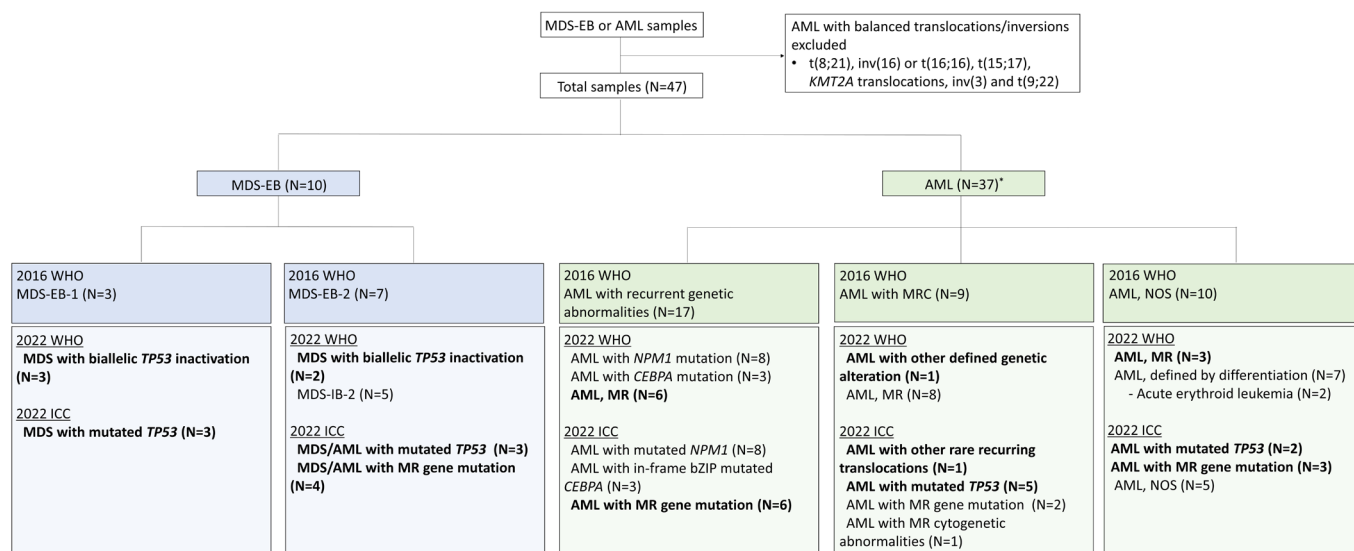 MDS-EB or AML samples
AML with balanced translocations/inversions
excluded
• t(8;21), inv(16) or t(16;16), t(15;17),
KMT2A translocations, inv(3) and t(9;22)
Total samples (N=47)
MDS-EB (N=10)
AML (N=37)*
2016 WHO
MDS-EB-1 (N=3)
2022 WHO
MDS with biallelic TP53 inactivation
(N=3)
2022 ICC
MDS with mutated TP53 (N=3)
2016 WHO
MDS-EB-2 (N=7)
2022 WHO
MDS with biallelic TP53 inactivation
(N=2)
MDS-IB-2 (N=5)
2022 ICC
MDS/AML with mutated TP53 (N=3)
MDS/AML with MR gene mutation
(N=4)
2016 WHO
AML with recurrent genetic
abnormalities (N=17)
2022 WHO
AML with NPM1 mutation (N=8)
AML with CEBPA mutation (N=3)
AML, MR (N=6)
2022 ICC
AML with mutated NPM1 (N=8)
AML with in-frame bZIP mutated
CEBPA (N=3)
AML with MR gene mutation (N=6)
2016 WHO
AML with MRC (N=9)
2022 WHO
AML with other defined genetic
alteration (N=1)
AML, MR (N=8)
2022 ICC
AML with other rare recurring
translocations (N=1)
AML with mutated TP53 (N=5)
AML with MR gene mutation (N=2)
AML with MR cytogenetic
abnormalities (N=1)
2016 WHO
AML, NOS (N=10)
2022 WHO
AML, MR (N=3)
AML, defined by differentiation (N=7)
- Acute erythroid leukemia (N=2)
2022 ICC
AML with mutated TP53 (N=2)
AML with MR gene mutation (N=3)
AML, NOS (N=5)